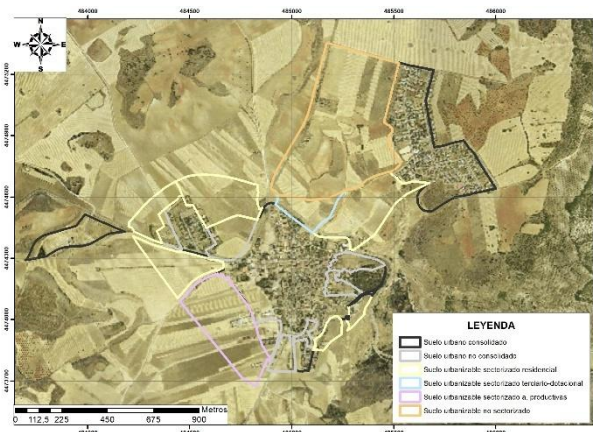 N
W E
S
484000 484500 485000 485500 486000
LEYENDA
Suelo urbano consolidado
Suelo urbano no consolidado
Suelo urbanizable sectorizado residencial
Suelo urbanizable sectorizado terciario-dotacional
Suelo urbanizable sectorizado a. productivas
Suelo urbanizable no sectorizado
Metros
0 112,5 225 450 675 900